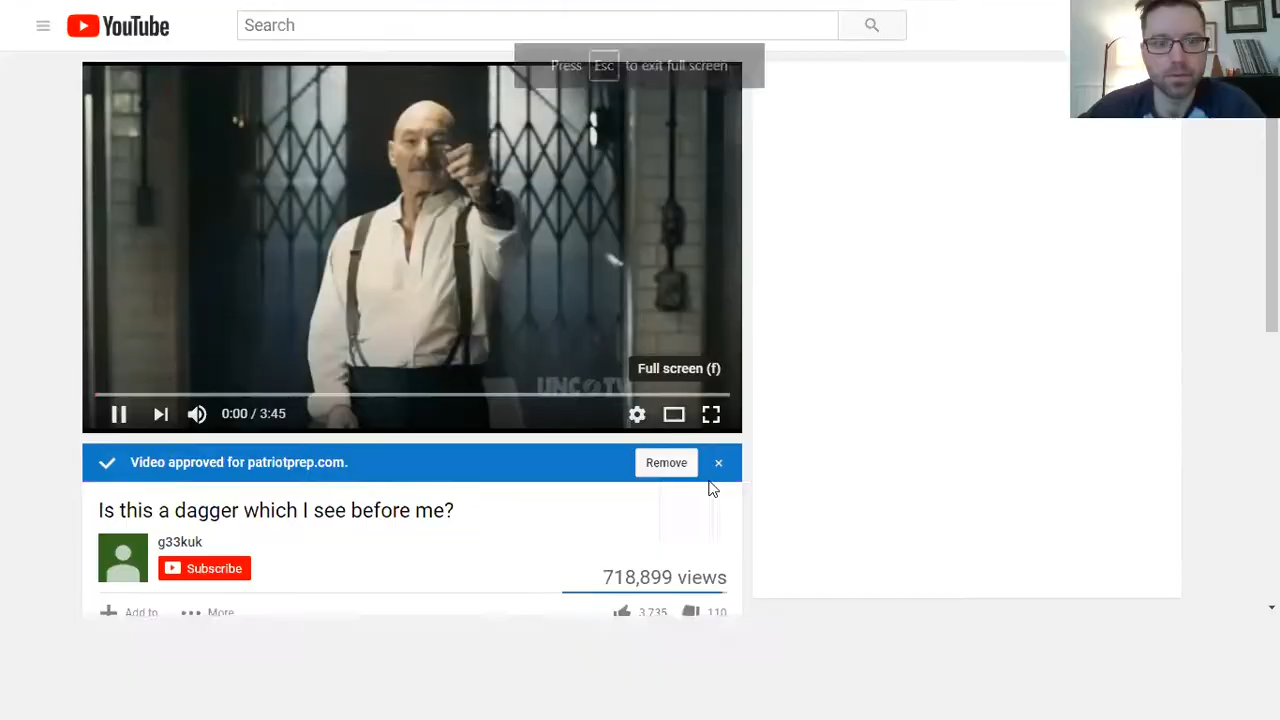 YouTube
Search
Press Esc to exit full screen
UNC TV
Full screen (f)
0:00 / 3:45
Video approved for patriotprep.com.
Remove
Is this a dagger which I see before me?
g33kuk
Subscribe
718,899 views
Add to
More
3,735
110